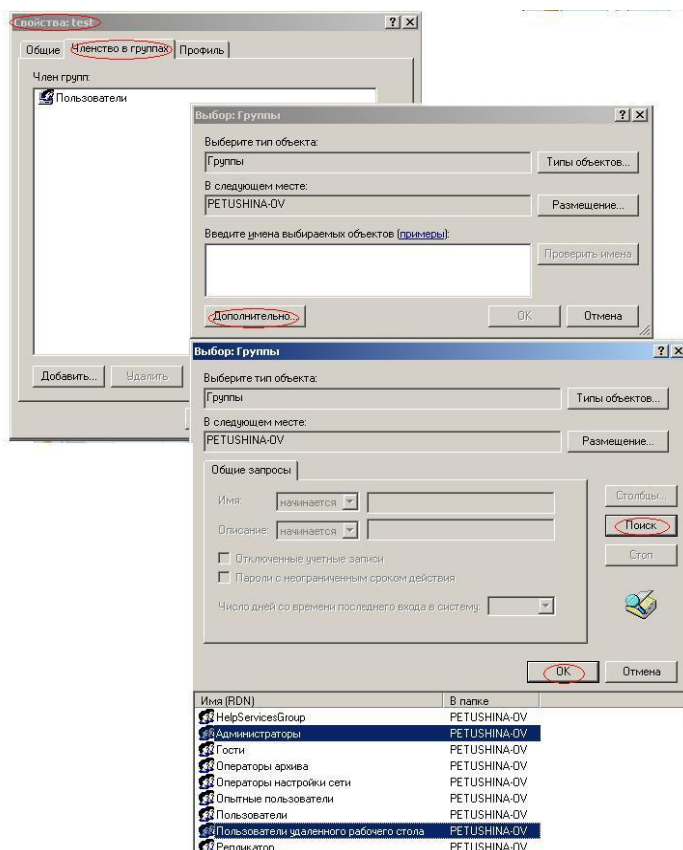 Свойства: test
Общие Членство в группах Профиль
Член групп:
Пользователи
Добавить... Удалить
Выбор: Группы
Выберите тип объекта:
Группы Типы объектов...
В следующем месте:
PETUSHINA-OV Размещение...
Введите имена выбираемых объектов (примеры):
Проверить имена
Дополнительно... ОК Отмена
Выбор: Группы
Выберите тип объекта:
Группы Типы объектов...
В следующем месте:
PETUSHINA-OV Размещение...
Общие запросы
Имя: начинается Столбцы...
Поиск
Описание: начинается
Стоп
Отключенные учетные записи
Пароли с неограниченным сроком действия
Число дней со времени последнего входа в систему:
ОК Отмена
Имя (RDN) В папке
HelpServicesGroup PETUSHINA-OV
Администраторы PETUSHINA-OV
Гости PETUSHINA-OV
Операторы архива PETUSHINA-OV
Операторы настройки сети PETUSHINA-OV
Опытные пользователи PETUSHINA-OV
Пользователи PETUSHINA-OV
Пользователи удаленного рабочего стола PETUSHINA-OV
Репликатор PETUSHINA-OV